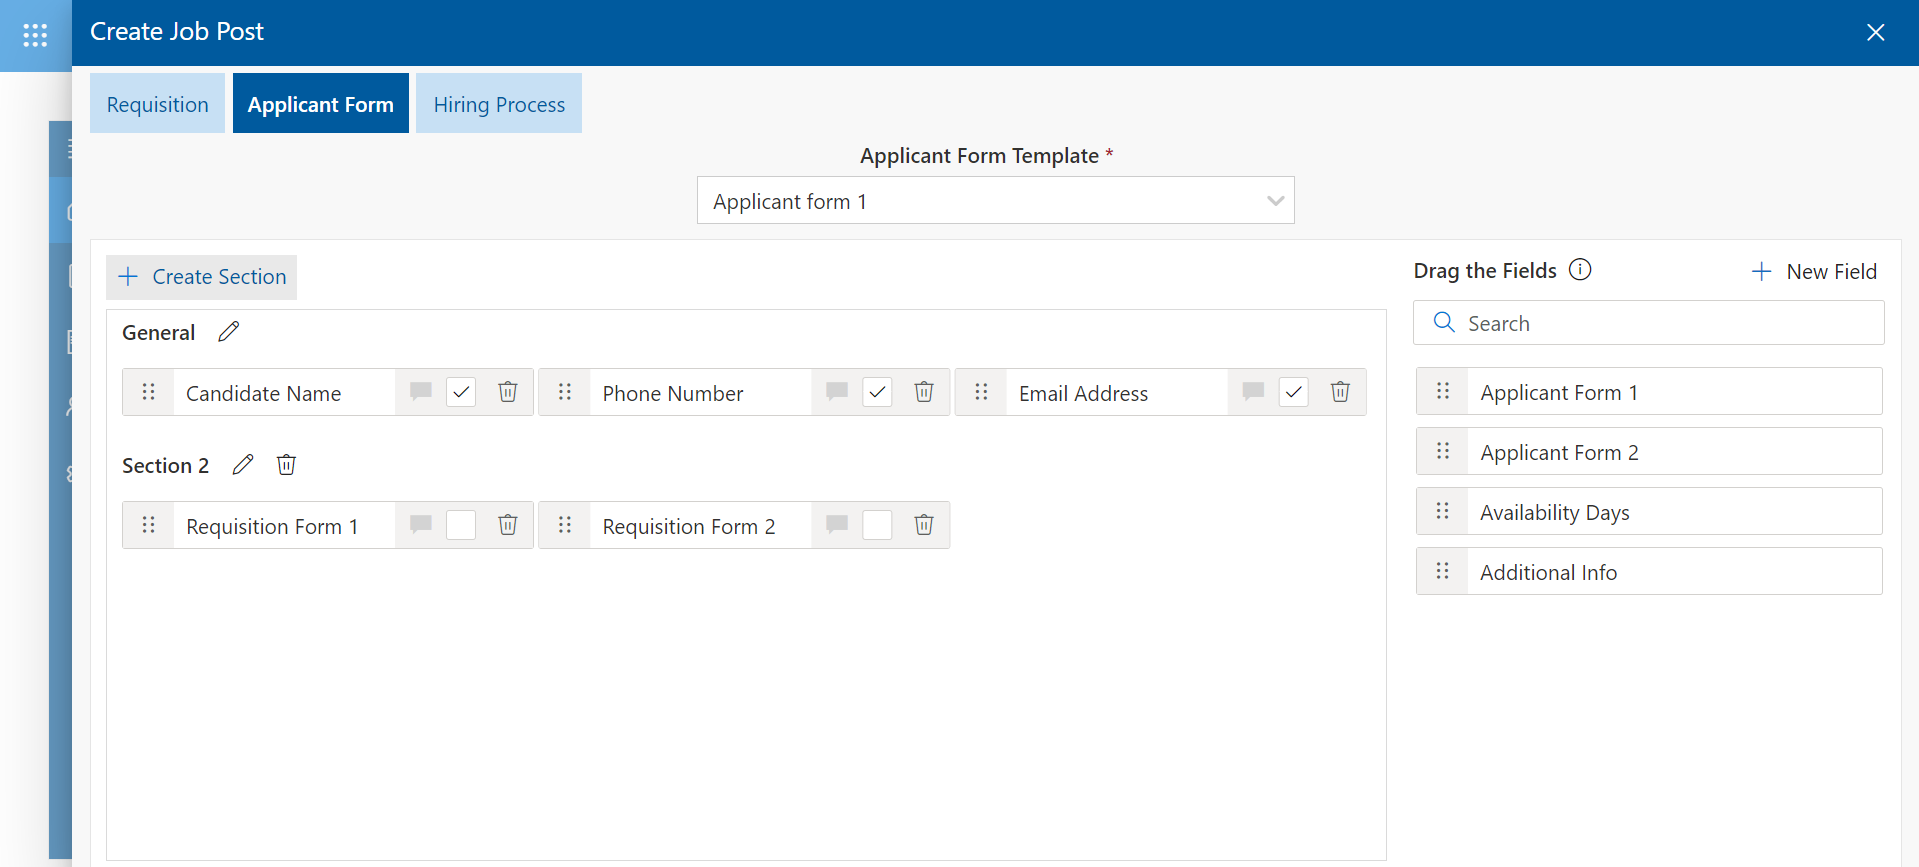 Create Job Post
Requisition
Applicant Form
Hiring Process
Applicant Form Template *
Applicant form 1
Create Section
General
Candidate Name
Phone Number
Email Address
Section 2
Requisition Form 1
Requisition Form 2
Drag the Fields
New Field
Search
Applicant Form 1
Applicant Form 2
Availability Days
Additional Info